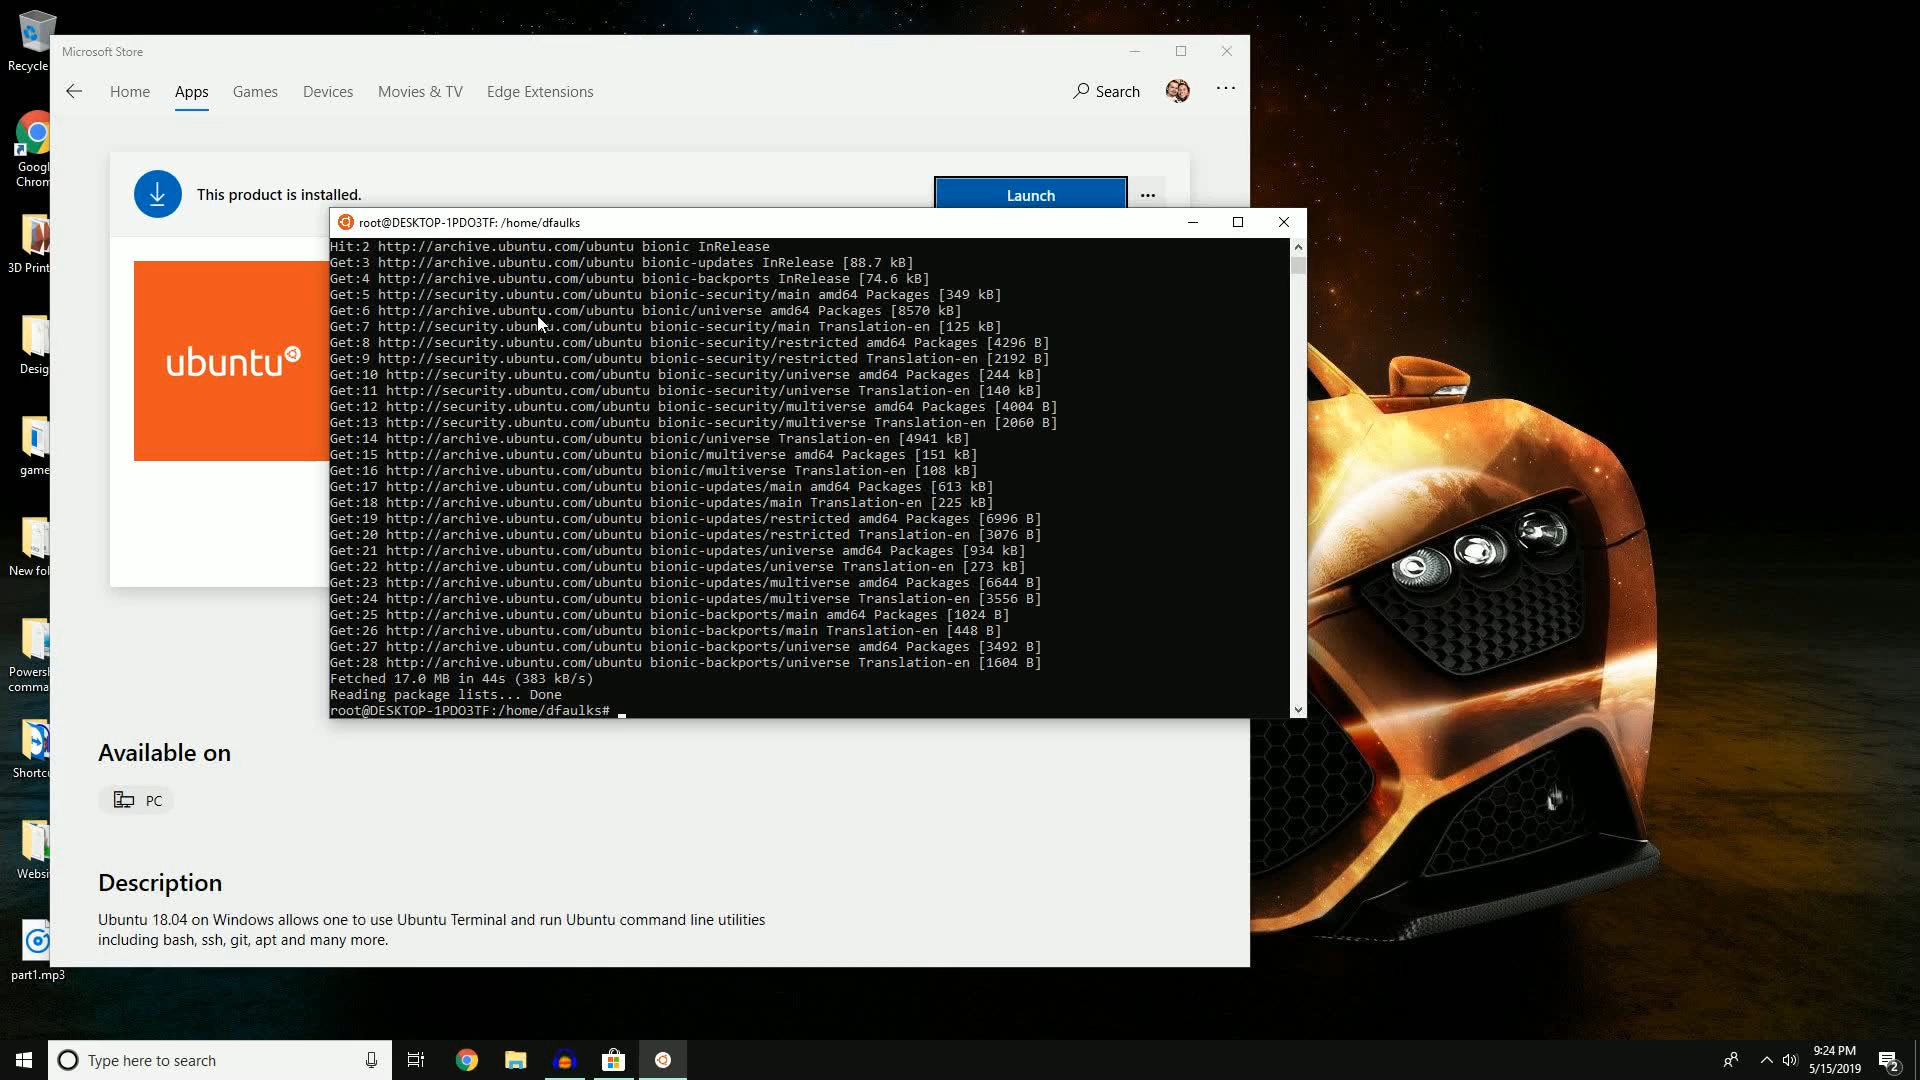 Recycle
Microsoft Store
Home Apps Games Devices Movies & TV Edge Extensions Search
Googl
Chrom
This product is installed.
Launch
3D Print
ubuntu
Desig
game
New fol
Powersh
comma
Shortcu
Websi
part1.mp3
root@DESKTOP-1PDO3TF: /home/dfaulks
Hit:2 http://archive.ubuntu.com/ubuntu bionic InRelease
Get:3 http://archive.ubuntu.com/ubuntu bionic-updates InRelease [88.7 kB]
Get:4 http://archive.ubuntu.com/ubuntu bionic-backports InRelease [74.6 kB]
Get:5 http://security.ubuntu.com/ubuntu bionic-security/main amd64 Packages [349 kB]
Get:6 http://archive.ubuntu.com/ubuntu bionic/universe amd64 Packages [8570 kB]
Get:7 http://security.ubuntu.com/ubuntu bionic-security/main Translation-en [125 kB]
Get:8 http://security.ubuntu.com/ubuntu bionic-security/restricted amd64 Packages [4296 B]
Get:9 http://security.ubuntu.com/ubuntu bionic-security/restricted Translation-en [2192 B]
Get:10 http://security.ubuntu.com/ubuntu bionic-security/universe amd64 Packages [244 kB]
Get:11 http://security.ubuntu.com/ubuntu bionic-security/universe Translation-en [140 kB]
Get:12 http://security.ubuntu.com/ubuntu bionic-security/multiverse amd64 Packages [4004 B]
Get:13 http://security.ubuntu.com/ubuntu bionic-security/multiverse Translation-en [2060 B]
Get:14 http://archive.ubuntu.com/ubuntu bionic/universe Translation-en [4941 kB]
Get:15 http://archive.ubuntu.com/ubuntu bionic/multiverse amd64 Packages [151 kB]
Get:16 http://archive.ubuntu.com/ubuntu bionic/multiverse Translation-en [108 kB]
Get:17 http://archive.ubuntu.com/ubuntu bionic-updates/main amd64 Packages [613 kB]
Get:18 http://archive.ubuntu.com/ubuntu bionic-updates/main Translation-en [225 kB]
Get:19 http://archive.ubuntu.com/ubuntu bionic-updates/restricted amd64 Packages [6996 B]
Get:20 http://archive.ubuntu.com/ubuntu bionic-updates/restricted Translation-en [3076 B]
Get:21 http://archive.ubuntu.com/ubuntu bionic-updates/universe amd64 Packages [934 kB]
Get:22 http://archive.ubuntu.com/ubuntu bionic-updates/universe Translation-en [273 kB]
Get:23 http://archive.ubuntu.com/ubuntu bionic-updates/multiverse amd64 Packages [6644 B]
Get:24 http://archive.ubuntu.com/ubuntu bionic-updates/multiverse Translation-en [3556 B]
Get:25 http://archive.ubuntu.com/ubuntu bionic-backports/main amd64 Packages [1024 B]
Get:26 http://archive.ubuntu.com/ubuntu bionic-backports/main Translation-en [448 B]
Get:27 http://archive.ubuntu.com/ubuntu bionic-backports/universe amd64 Packages [3492 B]
Get:28 http://archive.ubuntu.com/ubuntu bionic-backports/universe Translation-en [1604 B]
Fetched 17.0 MB in 44s (383 kB/s)
Reading package lists... Done
root@DESKTOP-1PDO3TF:/home/dfaulks#
Available on
PC
Description
Ubuntu 18.04 on Windows allows one to use Ubuntu Terminal and run Ubuntu command line utilities
including bash, ssh, git, apt and many more.
Type here to search
9:24 PM
5/15/2019
2